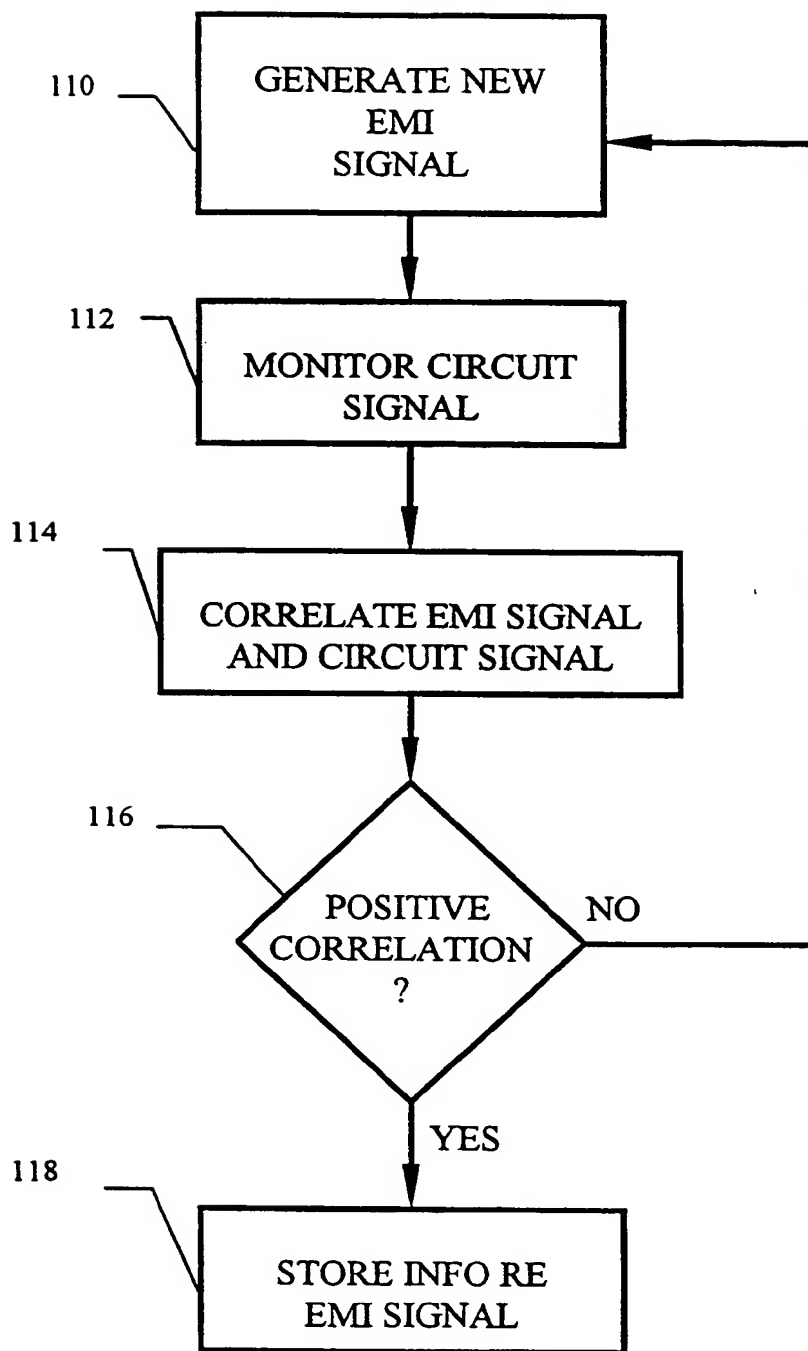 110
GENERATE NEW
EMI
SIGNAL
112
MONITOR CIRCUIT
SIGNAL
114
CORRELATE EMI SIGNAL
AND CIRCUIT SIGNAL
116
POSITIVE
CORRELATION
?
NO
YES
118
STORE INFO RE
EMI SIGNAL